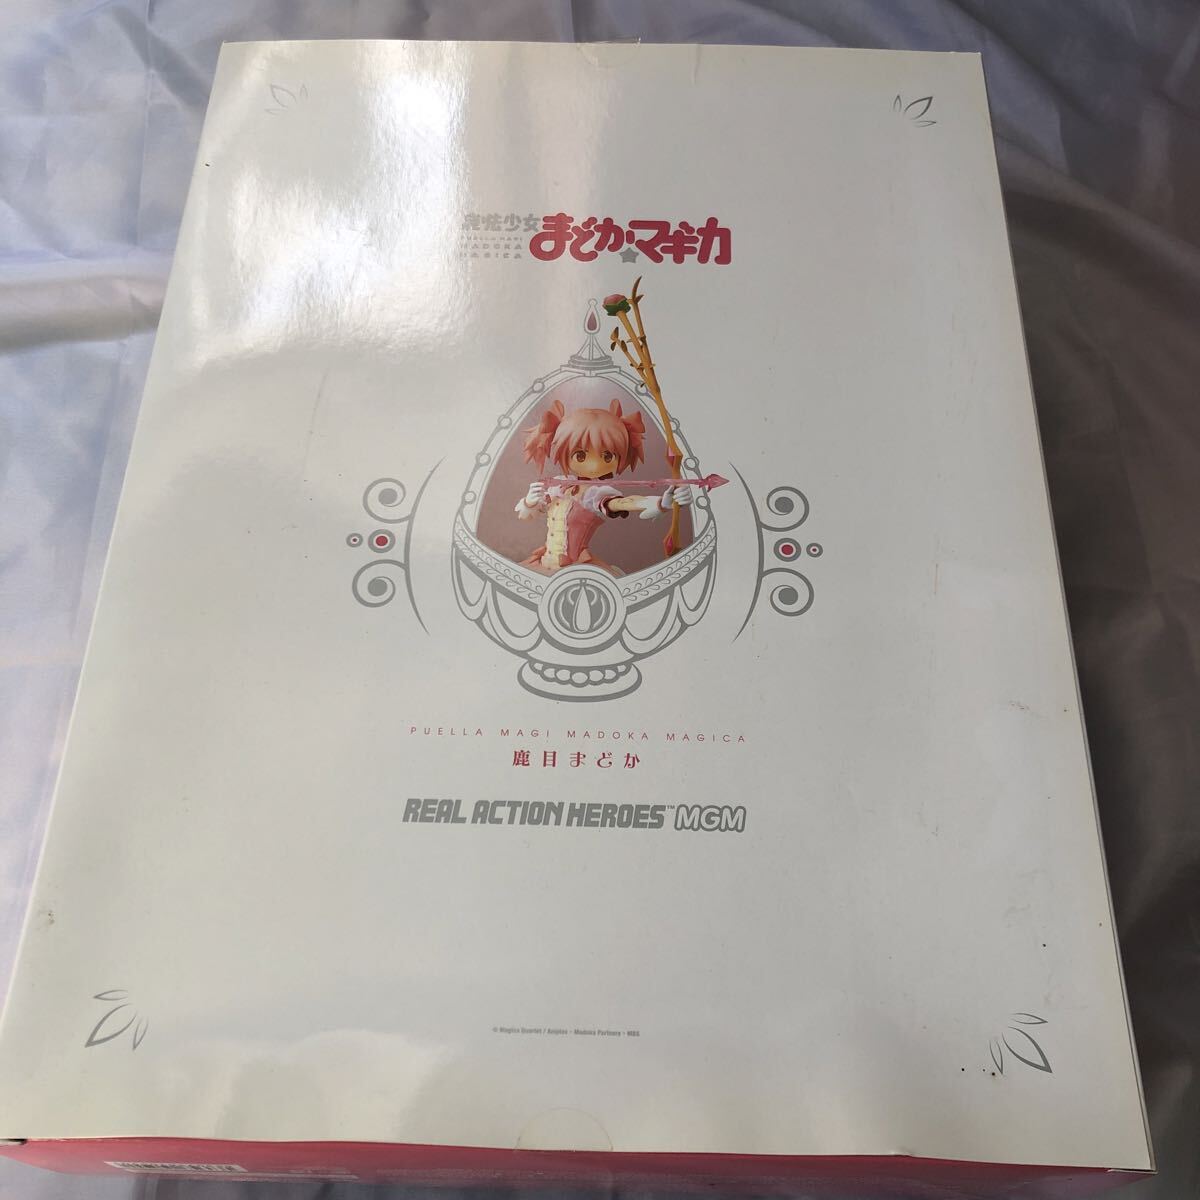 魔法少女
まどか★マギカ
PUELLA MAGI
MADOKA
MAGICA
PUELLA MAGI MADOKA MAGICA
鹿目まどか
REAL ACTION HEROES™ MGM
© Magica Quartet / Aniplex・Madoka Partners・MBS